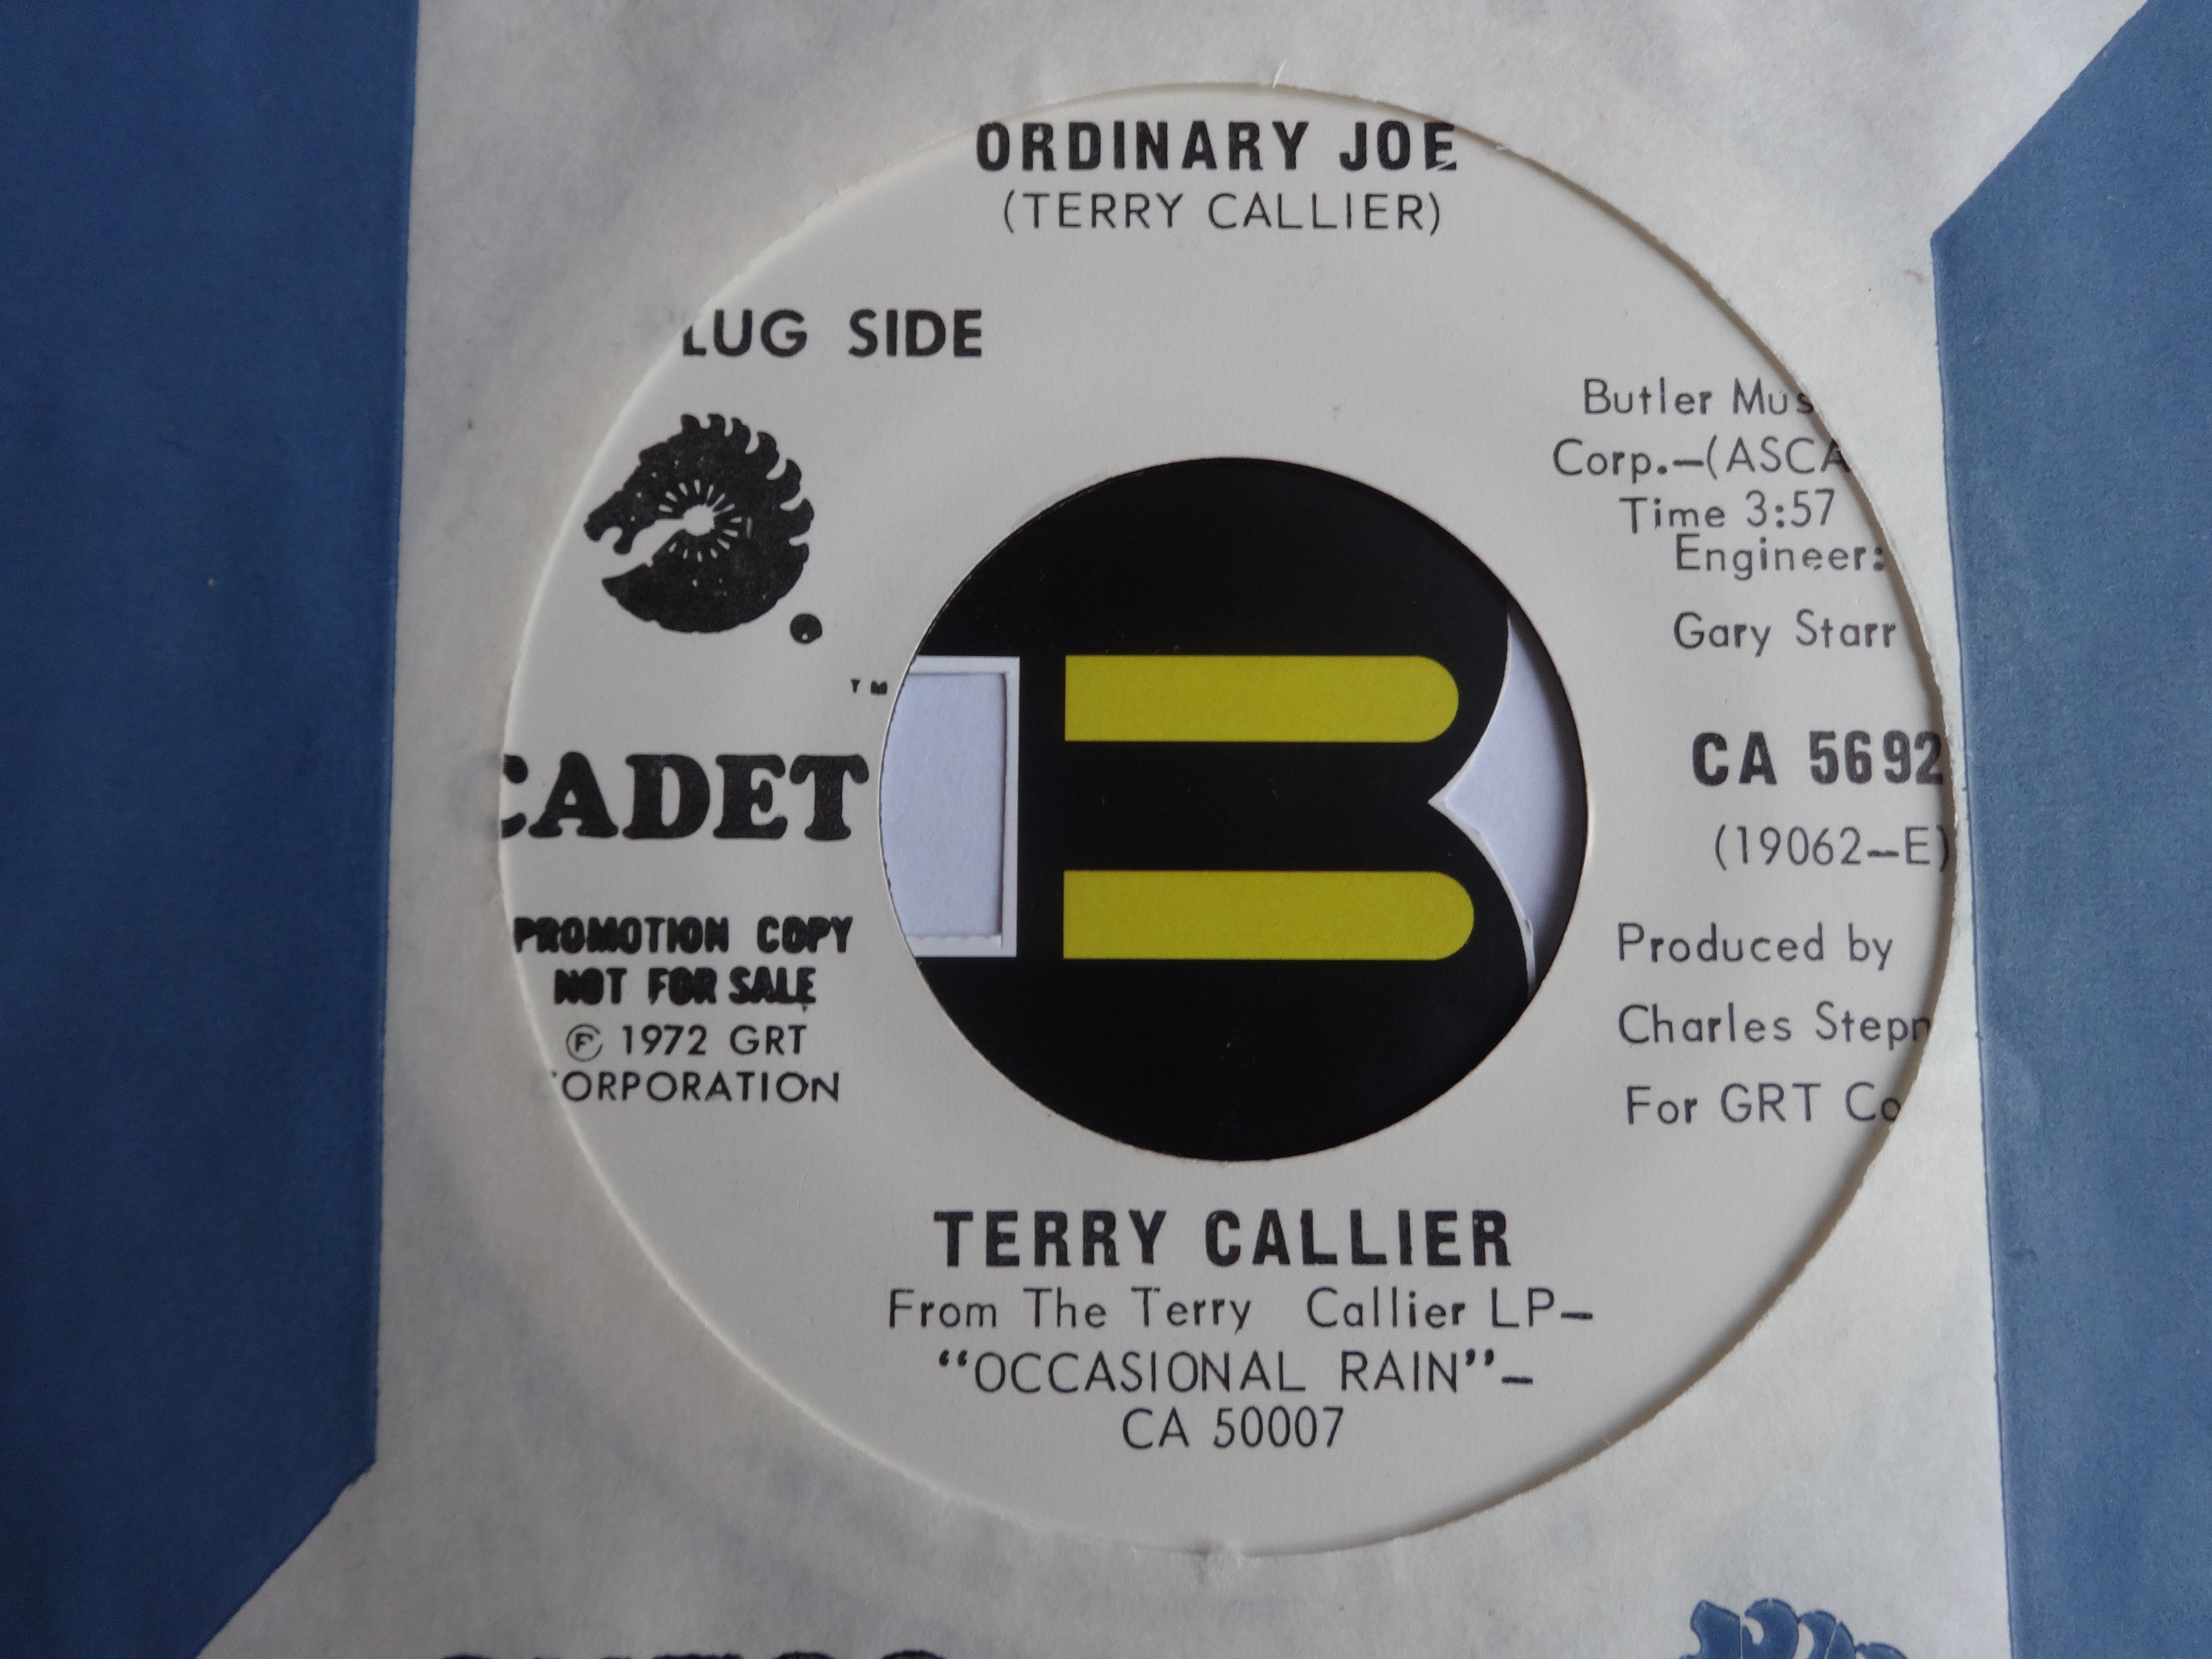 ORDINARY JOE
(TERRY CALLIER)
LUG SIDE
Butler Mus
Corp.—(ASCA
Time 3:57
Engineer:
Gary Starr
TM
CADET
CA 5692
(19062—E)
PROMOTION COPY
NOT FOR SALE
Ⓟ 1972 GRT
ORPORATION
Produced by
Charles Stepn
For GRT Co
TERRY CALLIER
From The Terry Callier LP—
“OCCASIONAL RAIN”—
CA 50007